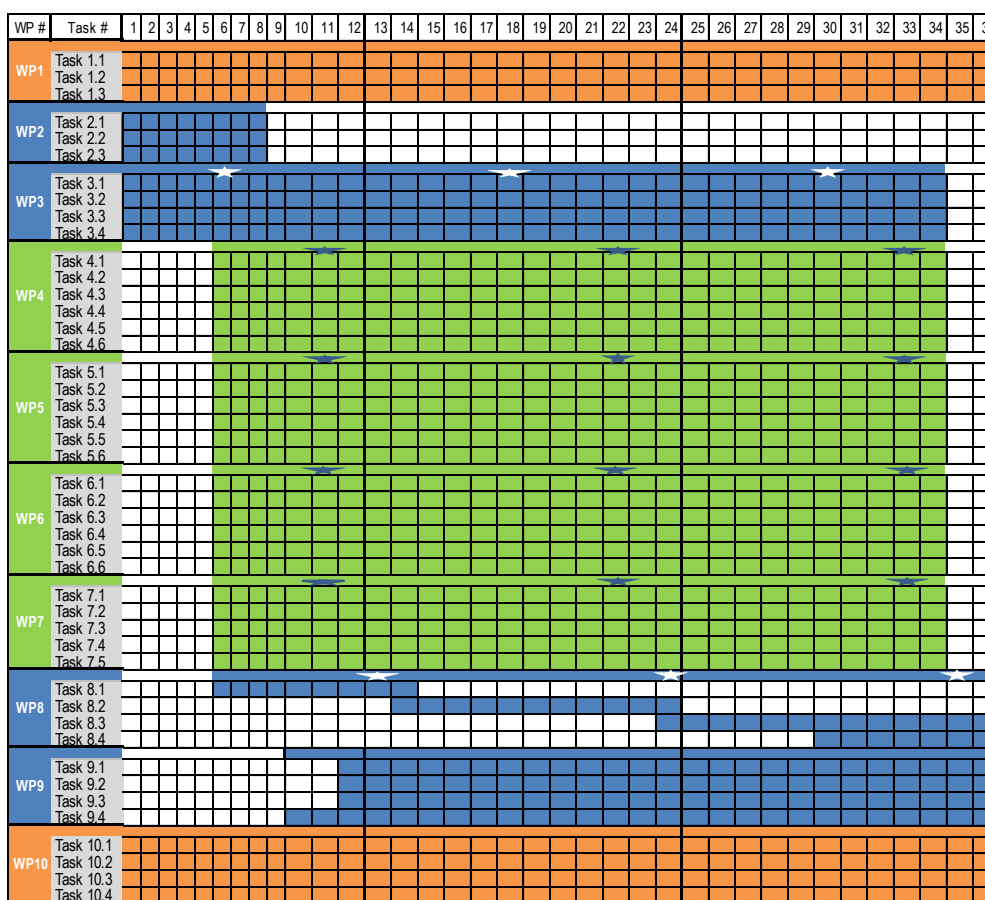 WP # Task # 1 2 3 4 5 6 7 8 9 10 11 12 13 14 15 16 17 18 19 20 21 22 23 24 25 26 27 28 29 30 31 32 33 34 35
WP1
Task 1.1
Task 1.2
Task 1.3
WP2
Task 2.1
Task 2.2
Task 2.3
WP3
Task 3.1
Task 3.2
Task 3.3
Task 3.4
WP4
Task 4.1
Task 4.2
Task 4.3
Task 4.4
Task 4.5
Task 4.6
WP5
Task 5.1
Task 5.2
Task 5.3
Task 5.4
Task 5.5
Task 5.6
WP6
Task 6.1
Task 6.2
Task 6.3
Task 6.4
Task 6.5
Task 6.6
WP7
Task 7.1
Task 7.2
Task 7.3
Task 7.4
Task 7.5
WP8
Task 8.1
Task 8.2
Task 8.3
Task 8.4
WP9
Task 9.1
Task 9.2
Task 9.3
Task 9.4
WP10
Task 10.1
Task 10.2
Task 10.3
Task 10.4